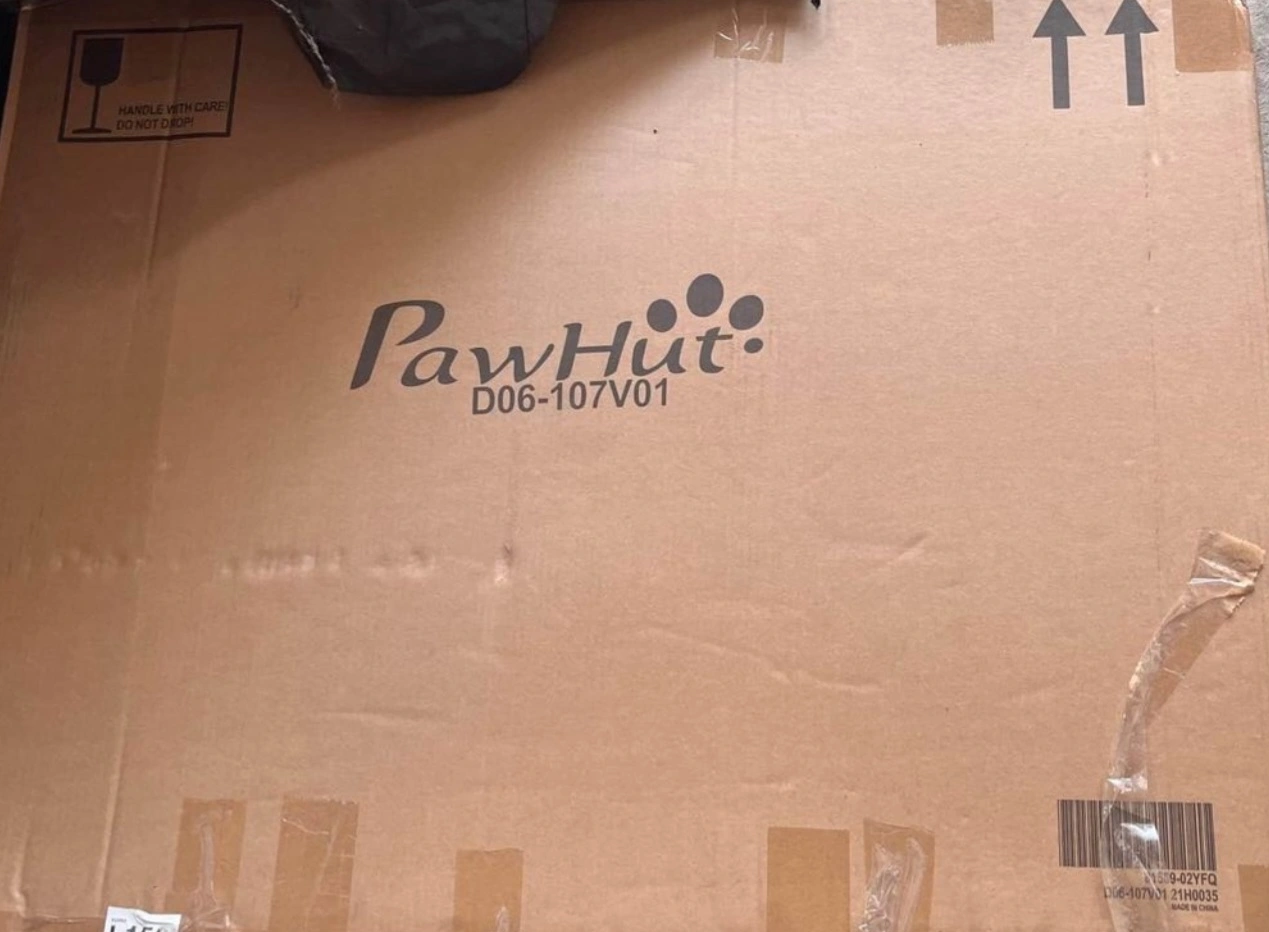 HANDLE WITH CARE!
DO NOT DROP!
PawHut
D06-107V01
D06-107V01 21H0035
MADE IN CHINA